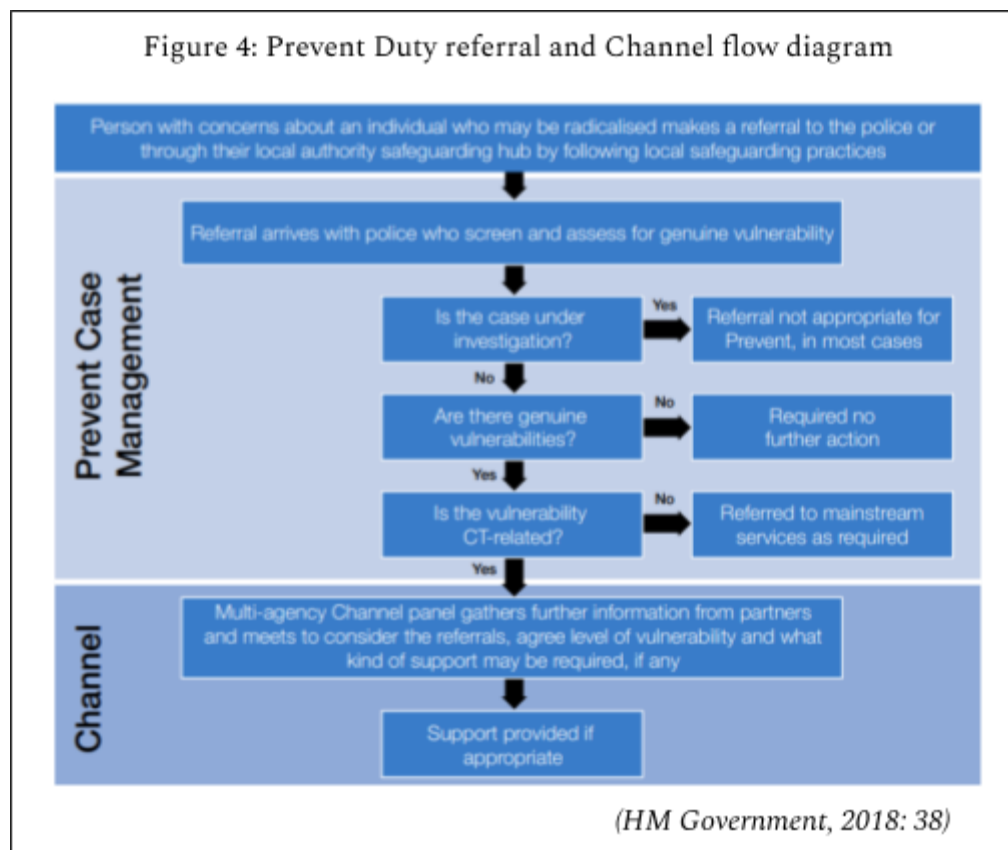 Figure 4: Prevent Duty referral and Channel flow diagram
Person with concerns about an individual who may be radicalised makes a referral to the police or
through their local authority safeguarding hub by following local safeguarding practices
Prevent Case
Management
Referral arrives with police who screen and assess for genuine vulnerability
Is the case under
investigation?
Yes
Referral not appropriate for
Prevent, in most cases
No
Are there genuine
vulnerabilities?
No
Required no
further action
Yes
Is the vulnerability
CT-related?
No
Referred to mainstream
services as required
Yes
Channel
Multi-agency Channel panel gathers further information from partners
and meets to consider the referrals, agree level of vulnerability and what
kind of support may be required, if any
Support provided if
appropriate
(HM Government, 2018: 38)